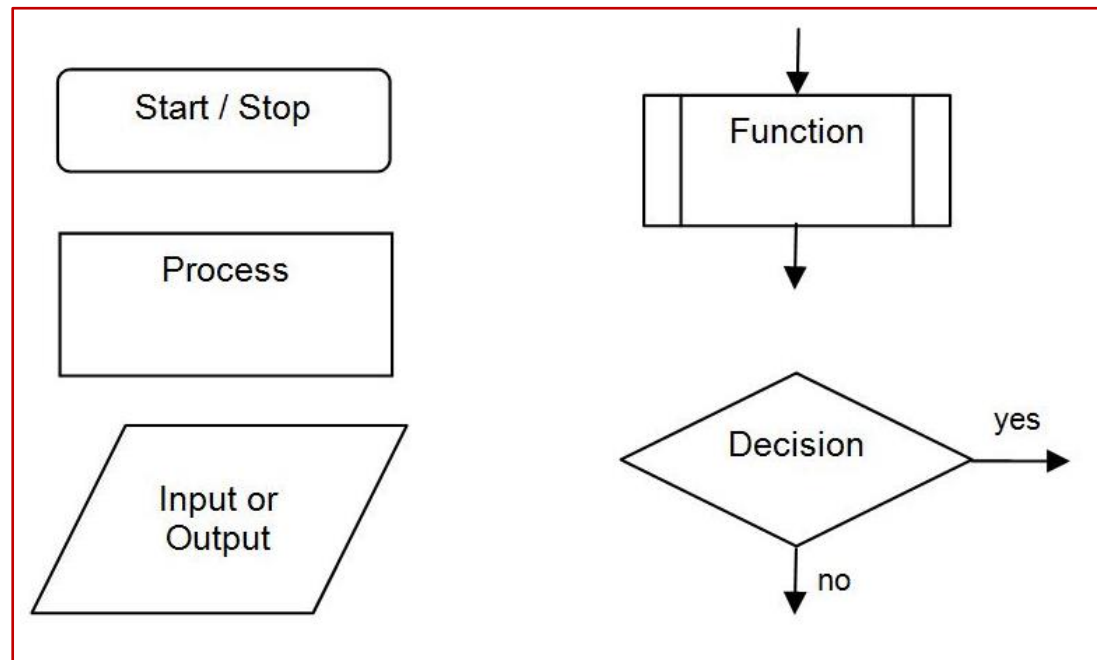 Start / Stop
Process
Input or
Output
Function
Decision
yes
no